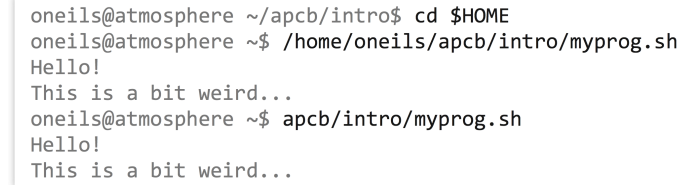 oneils@atmosphere ~/apcb/intro$ cd $HOME
oneils@atmosphere ~$ /home/oneils/apcb/intro/myprog.sh
Hello!
This is a bit weird...
oneils@atmosphere ~$ apcb/intro/myprog.sh
Hello!
This is a bit weird...